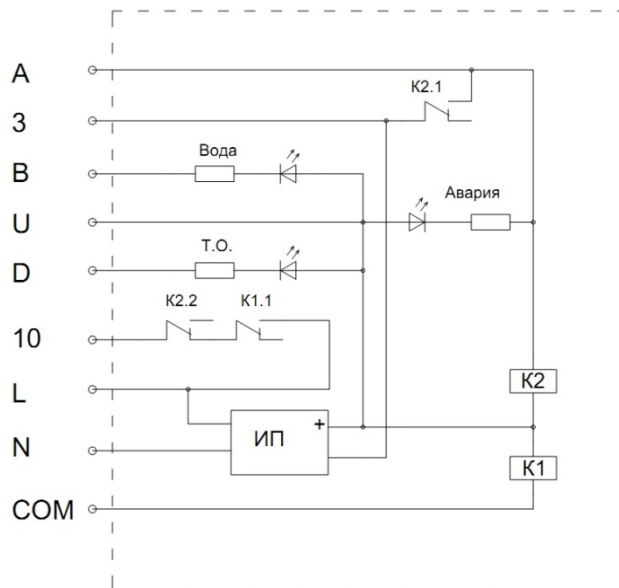 A
K2.1
3
Вода
B
Авария
U
Т.О.
D
K2.2
K1.1
10
K2
L
ИП
+
N
K1
COM